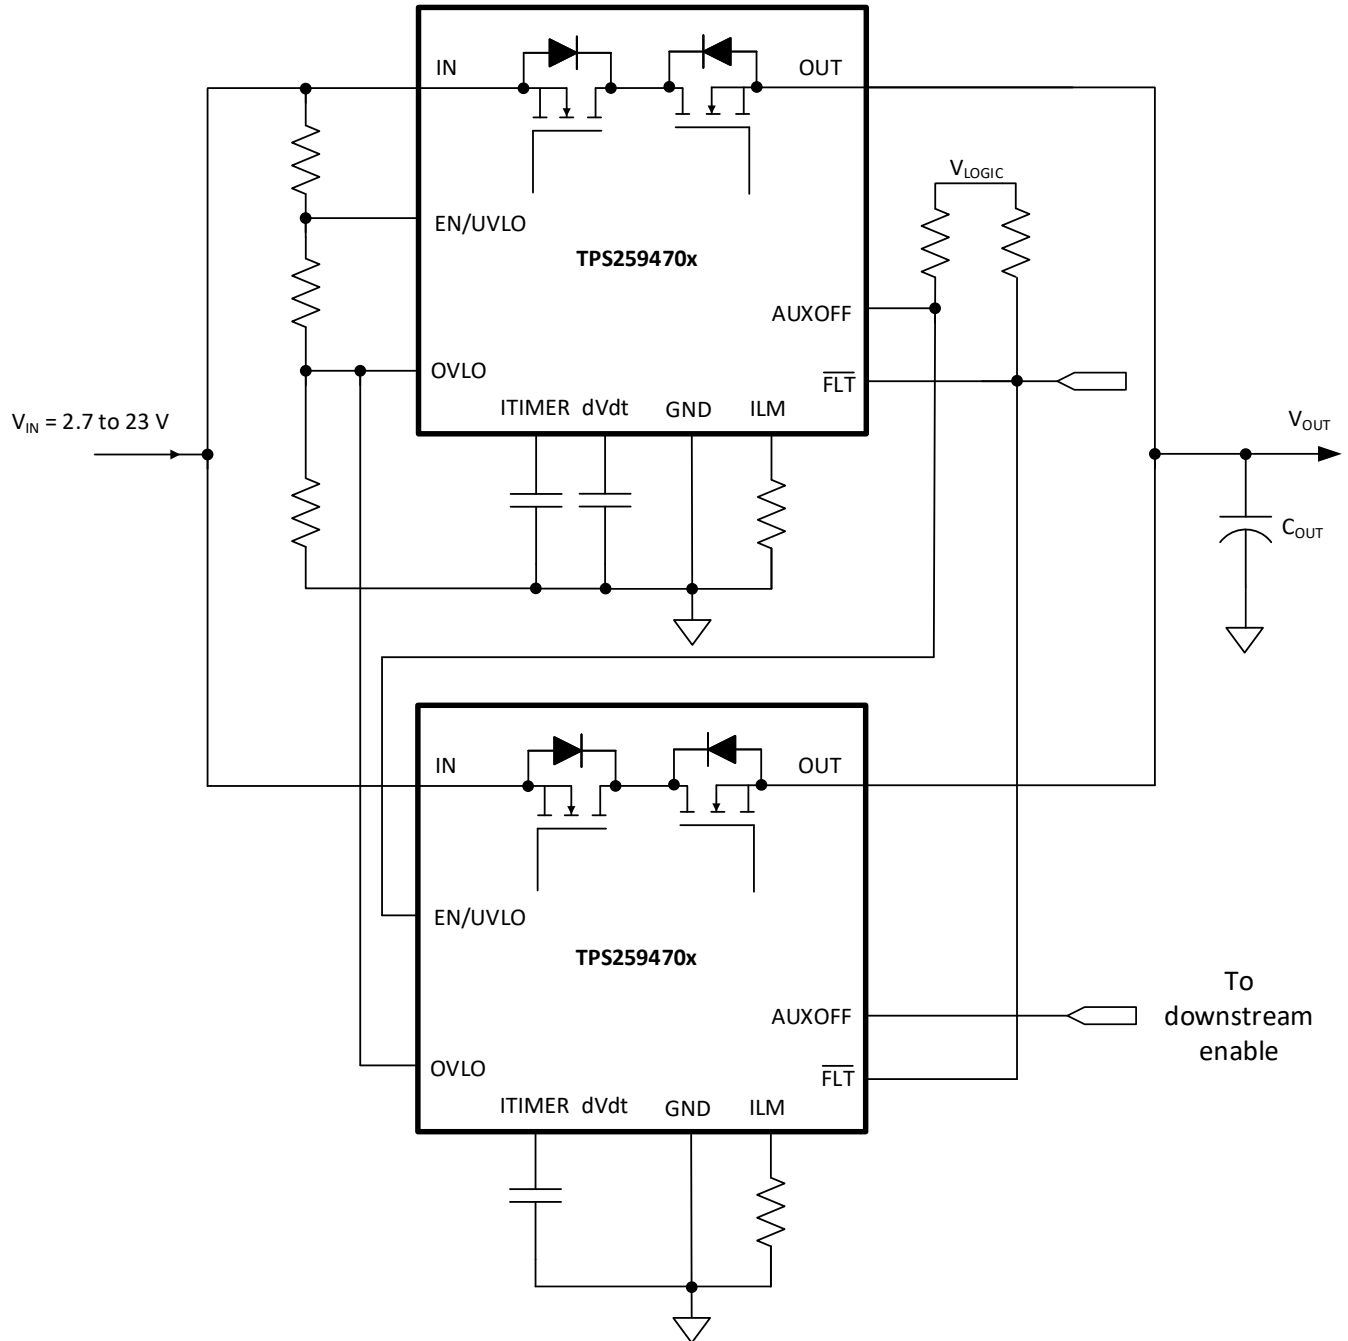 IN
OUT
V_LOGIC
EN/UVLO
TPS259470x
AUXOFF
OVLO
FLT
ITIMER dVdt GND ILM
V_IN = 2.7 to 23 V
V_OUT
C_OUT
IN
OUT
EN/UVLO
TPS259470x
AUXOFF
To
downstream
enable
OVLO
FLT
ITIMER dVdt GND ILM